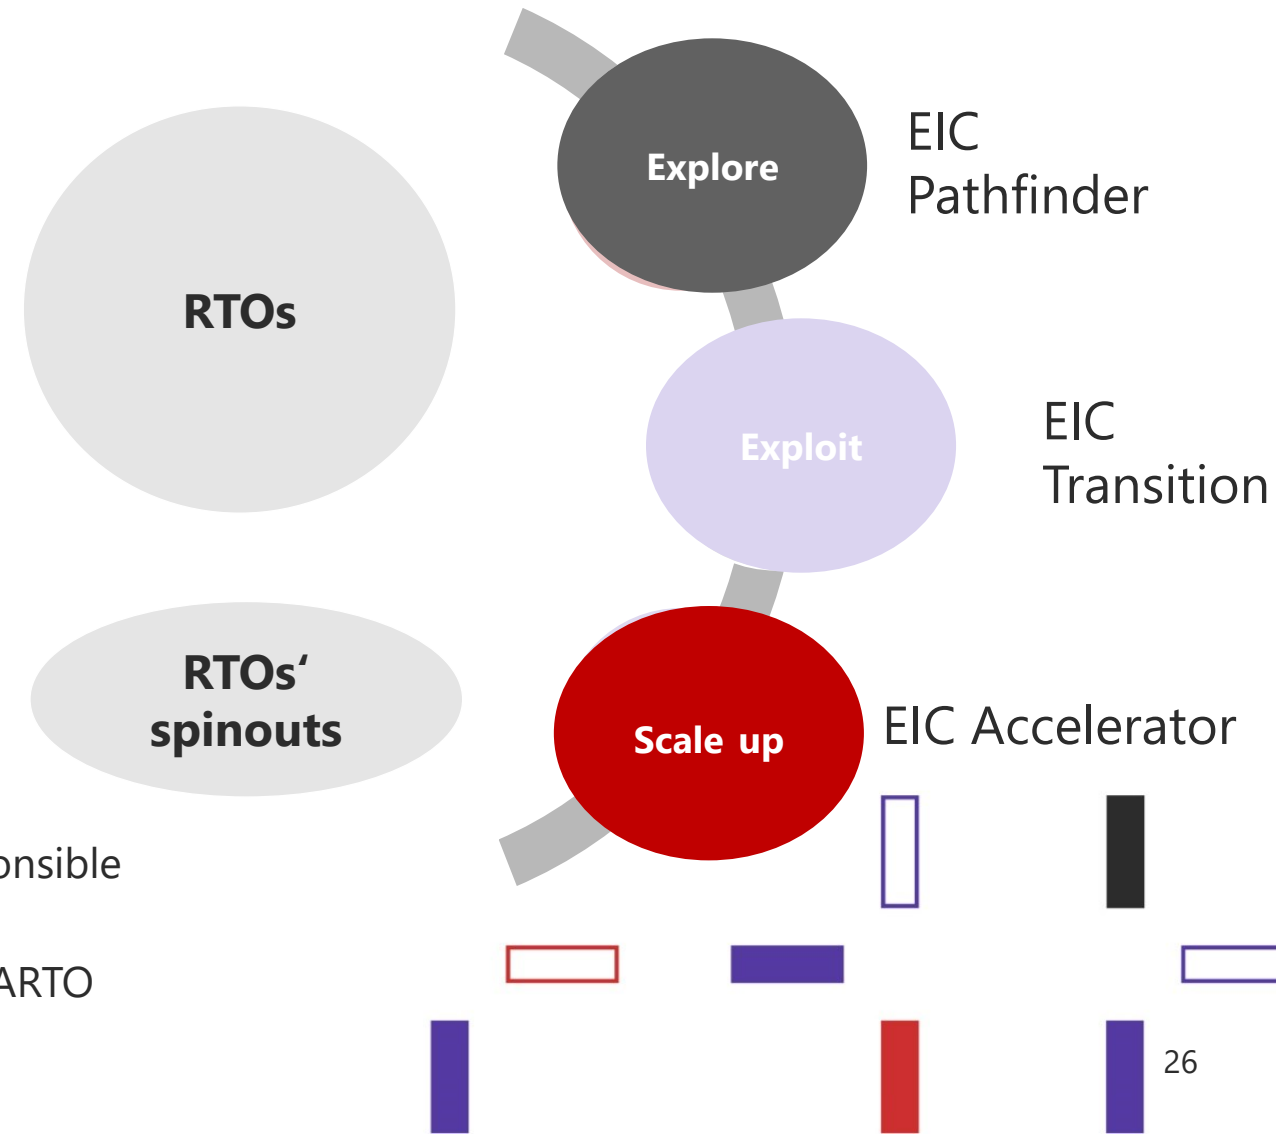 Explore
EIC
Pathfinder
RTOs
Exploit
EIC
Transition
RTOs‘
spinouts
Scale up
EIC Accelerator
onsible
ARTO
26